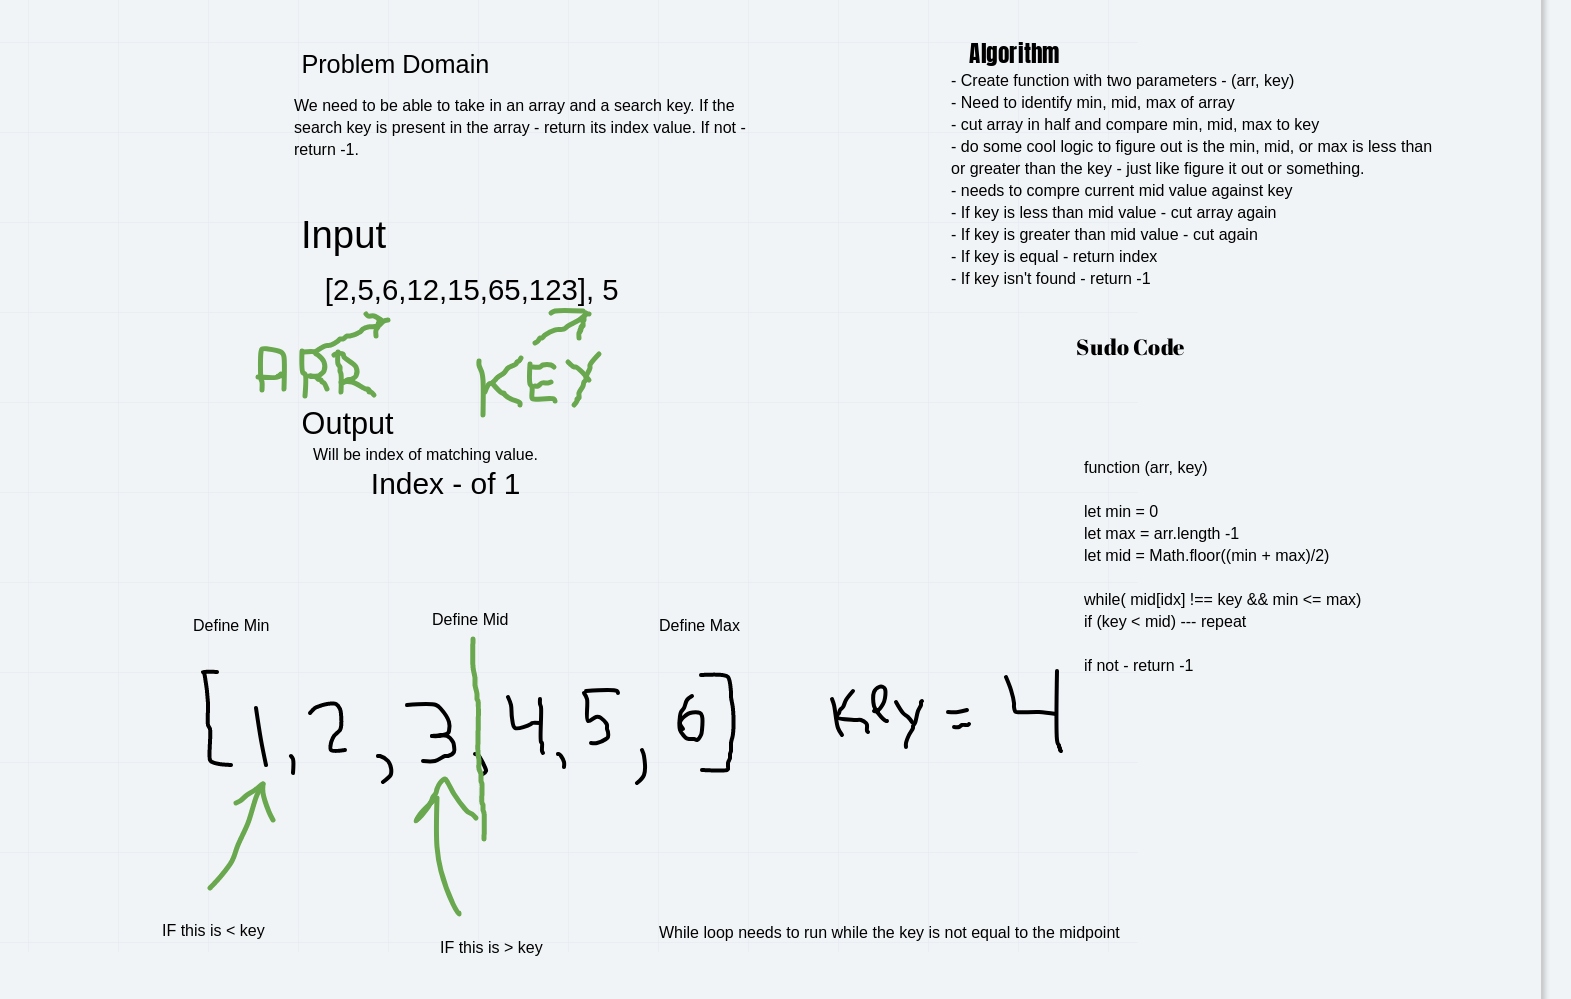 Problem Domain
We need to be able to take in an array and a search key. If the
search key is present in the array - return its index value. If not -
return -1.
Input
[2,5,6,12,15,65,123], 5
ARR KEY
Output
Will be index of matching value.
Index - of 1
Algorithm
- Create function with two parameters - (arr, key)
- Need to identify min, mid, max of array
- cut array in half and compare min, mid, max to key
- do some cool logic to figure out is the min, mid, or max is less than
or greater than the key - just like figure it out or something.
- needs to compre current mid value against key
- If key is less than mid value - cut array again
- If key is greater than mid value - cut again
- If key is equal - return index
- If key isn't found - return -1
Sudo Code
function (arr, key)
let min = 0
let max = arr.length -1
let mid = Math.floor((min + max)/2)
while( mid[idx] !== key && min <= max)
if (key < mid) --- repeat
if not - return -1
Define Min Define Mid Define Max
[1,2,3,4,5,6] Key = 4
IF this is < key
IF this is > key
While loop needs to run while the key is not equal to the midpoint